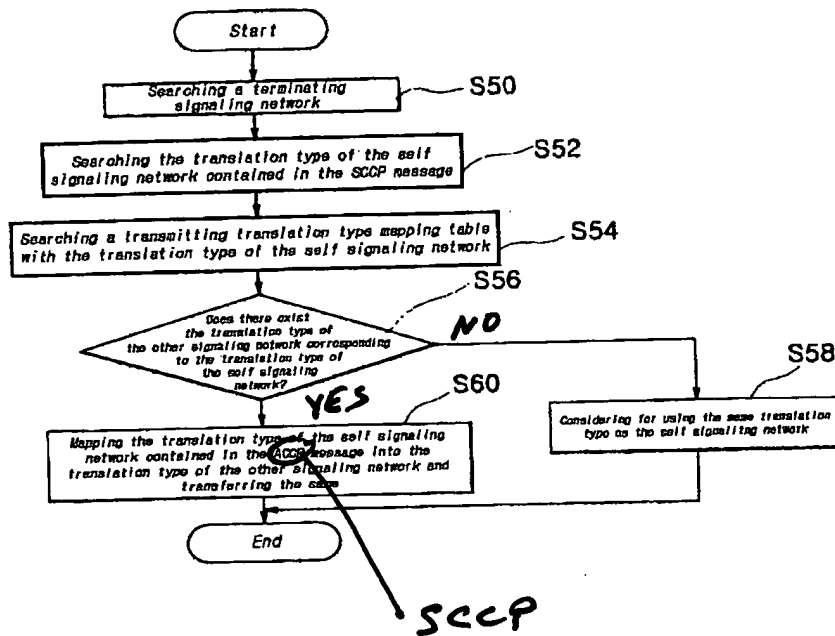 Start
Searching a terminating
signaling network
S50
Searching the translation type of the self
signaling network contained in the SCCP message
S52
Searching a transmitting translation type mapping table
with the translation type of the self signaling network
S54
Does there exist
the translation type of
the other signaling network corresponding
to the translation type of
the self signaling
network?
S56
NO
YES
Considering for using the same translation
type as the self signaling network
S58
Mapping the translation type of the self signaling
network contained in the ACCP message into the
translation type of the other signaling network and
transferring the same
S60
End
SCCP